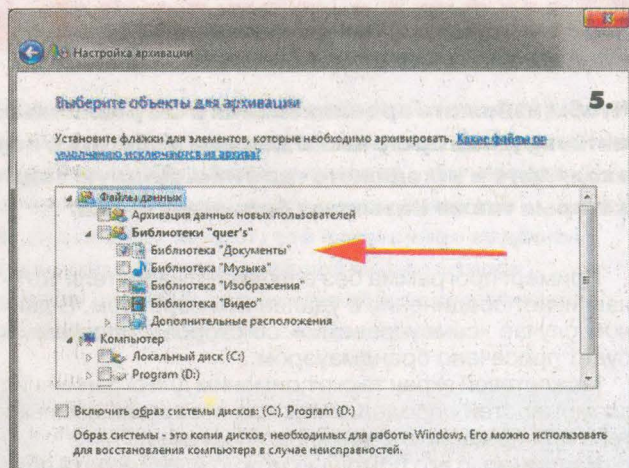 Настройка архивации
Выберите объекты для архивации
5.
Установите флажки для элементов, которые необходимо архивировать. Какие файлы по
умолчанию исключаются из архива?
Файлы данных
Архивация данных новых пользователей
Библиотеки "quer's"
Библиотека "Документы"
Библиотека "Музыка"
Библиотека "Изображения"
Библиотека "Видео"
Дополнительные расположения
Компьютер
Локальный диск (C:)
Program (D:)
Включить образ системы дисков: (C:), Program (D:)
Образ системы - это копия дисков, необходимых для работы Windows. Его можно использовать
для восстановления компьютера в случае неисправностей.